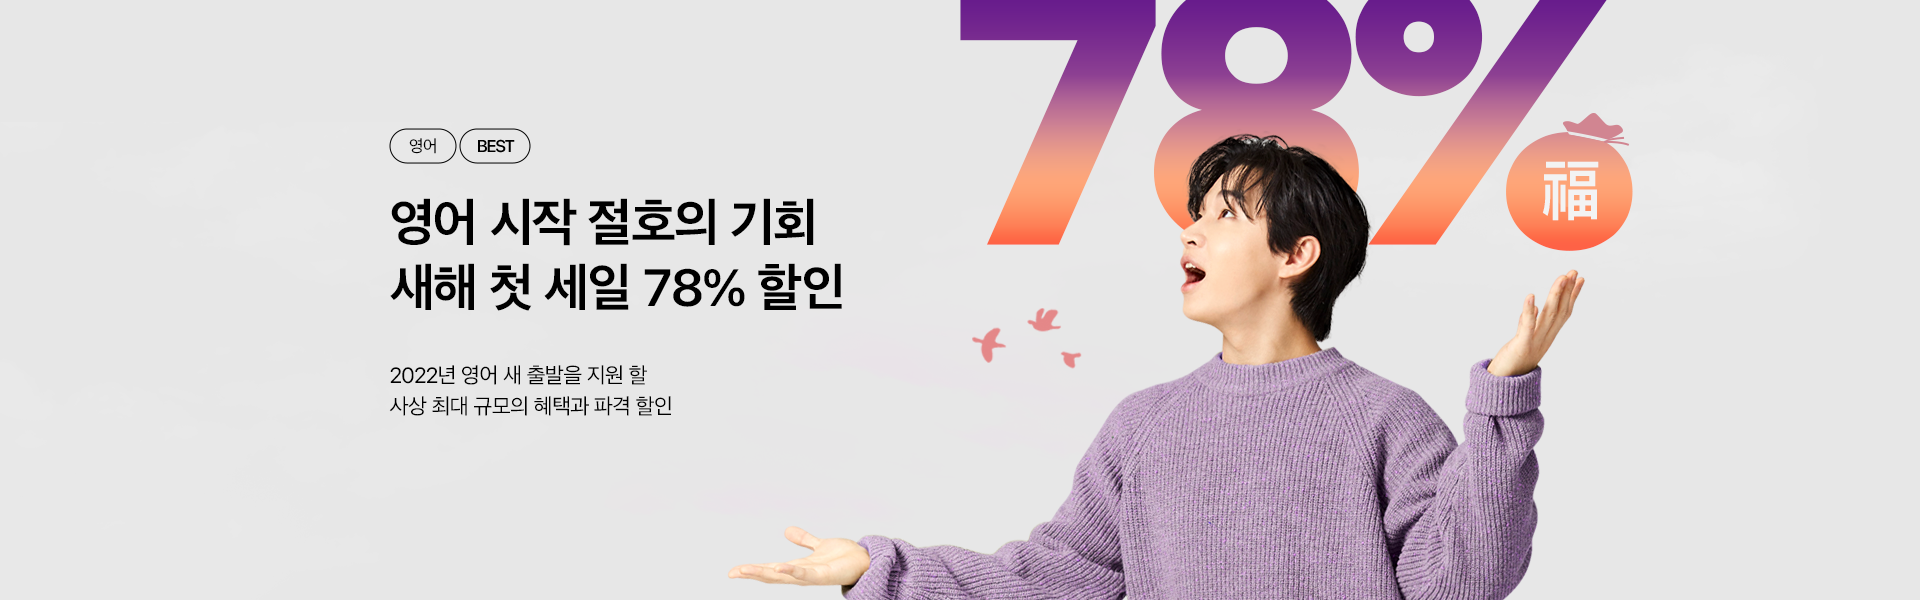 영어 BEST
영어 시작 절호의 기회
새해 첫 세일 78% 할인
2022년 영어 새 출발을 지원 할
사상 최대 규모의 혜택과 파격 할인
78%
福